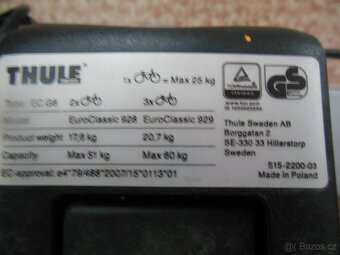 THULE
1x = Max 25 kg
Type: EC G6 2x 3x
Model EuroClassic 928 EuroClassic 929
Product weight 17,6 kg 20,7 kg
Capacity Max 51 kg Max 60 kg
EC-approval: e4*79/488*2007/15*0113*01
GS
Thule Sweden AB
Borggatan 2
SE-330 33 Hillerstorp
Sweden
515-2200-03
Made in Poland
bazoš.cz